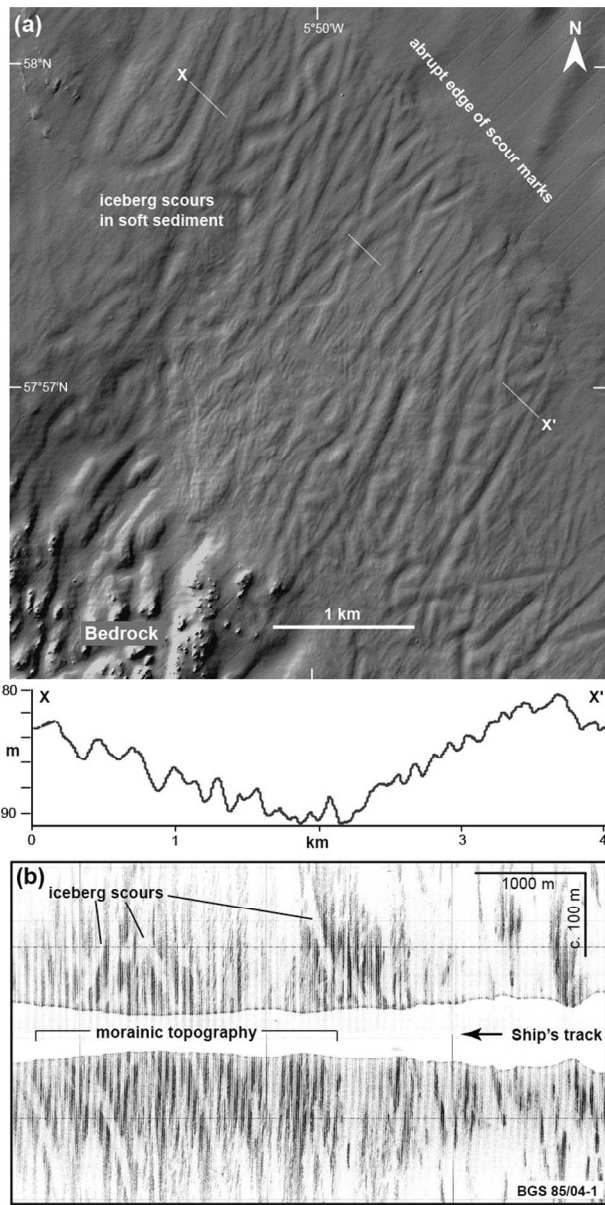 (a)
5°50'W
N
58°N
X
abrupt edge of scour marks
iceberg scours
in soft sediment
57°57'N
X'
1 km
Bedrock
80
X
X'
m
90
0
1
2
3
4
km
(b)
1000 m
iceberg scours
c. 100 m
morainic topography
Ship's track
BGS 85/04-1